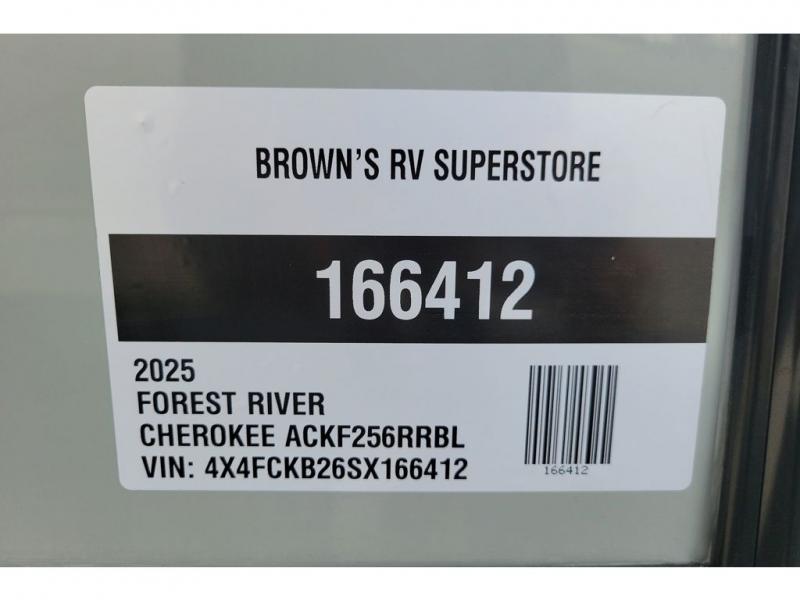 BROWN'S RV SUPERSTORE
166412
2025
FOREST RIVER
CHEROKEE ACKF256RRBL
VIN: 4X4FCKB26SX166412
166412